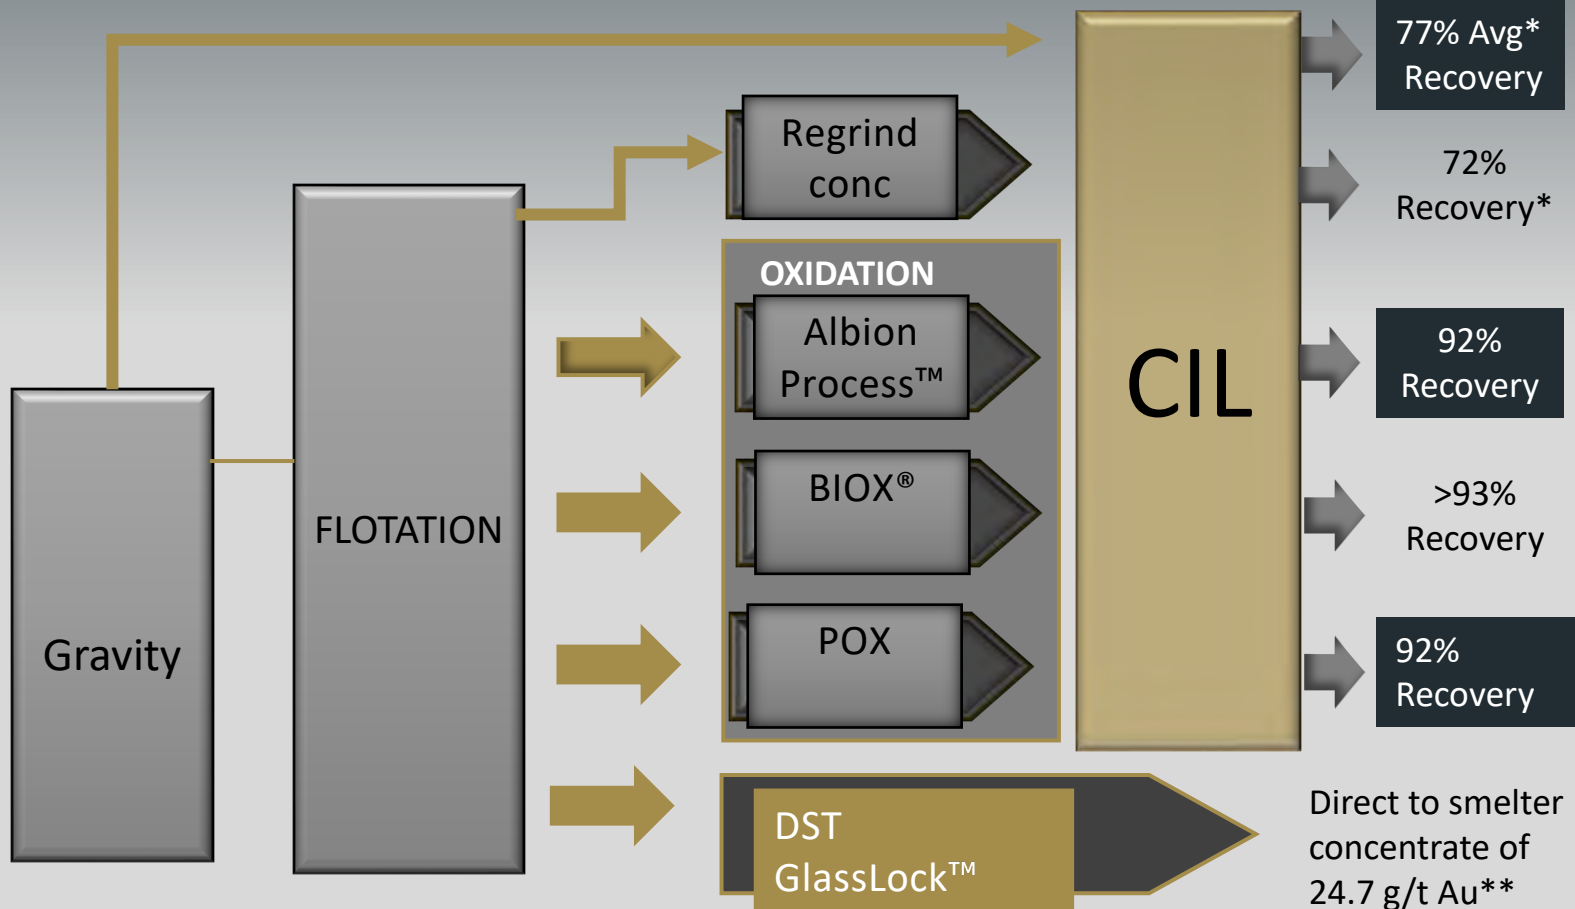 77% Avg*
Recovery
Regrind
conc
72%
Recovery*
OXIDATION
Albion
Process™
92%
Recovery
CIL
BIOX®
>93%
Recovery
FLOTATION
Gravity
POX
92%
Recovery
DST
GlassLock™
Direct to smelter
concentrate of
24.7 g/t Au**